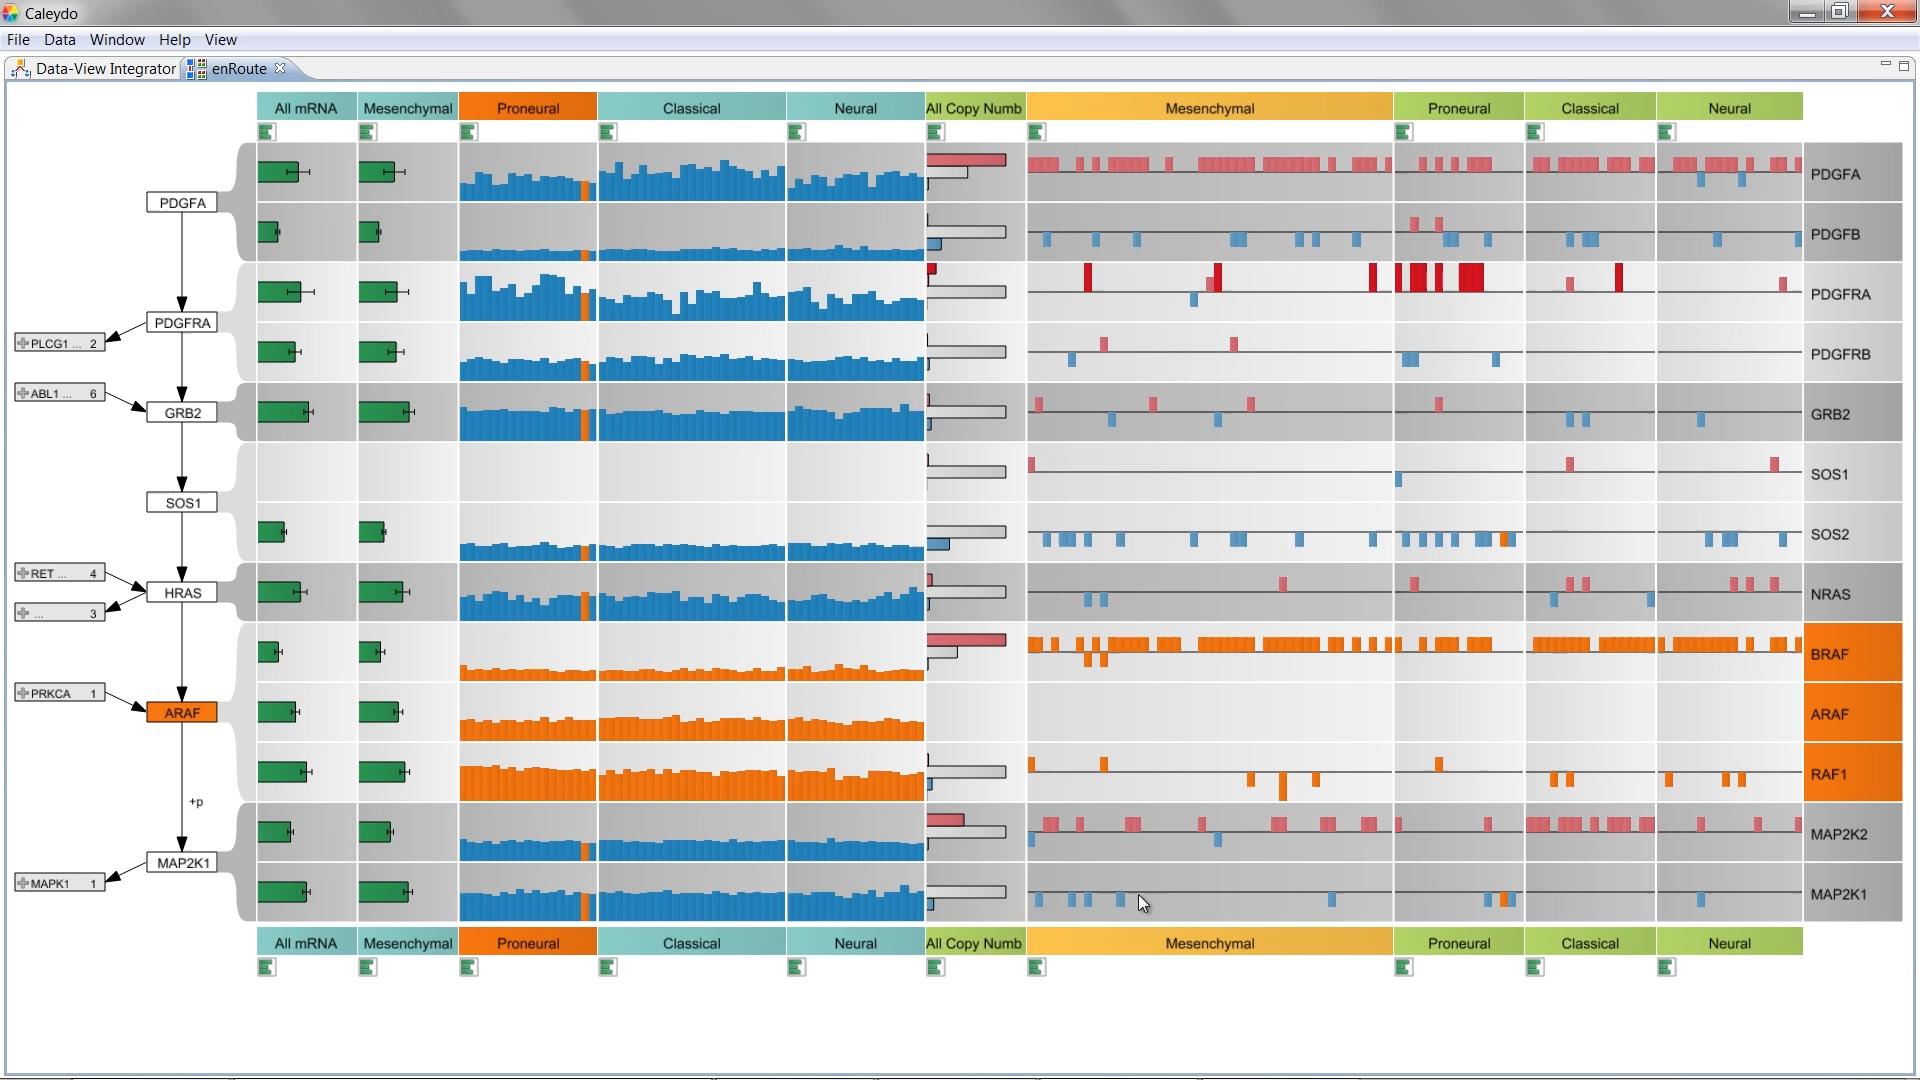 Caleydo
File Data Window Help View
Data-View Integrator enRoute
All mRNA Mesenchymal Proneural Classical Neural All Copy Numb Mesenchymal Proneural Classical Neural
PDGFA
PDGFA
PDGFB
PDGFRA
PDGFRA
PLCG1 ... 2
PDGFRB
ABL1 ... 6
GRB2
GRB2
SOS1
SOS1
SOS2
RET ... 4
HRAS
NRAS
... 3
BRAF
PRKCA 1
ARAF
ARAF
RAF1
+p
MAP2K2
MAP2K1
MAPK1 1
MAP2K1
All mRNA Mesenchymal Proneural Classical Neural All Copy Numb Mesenchymal Proneural Classical Neural